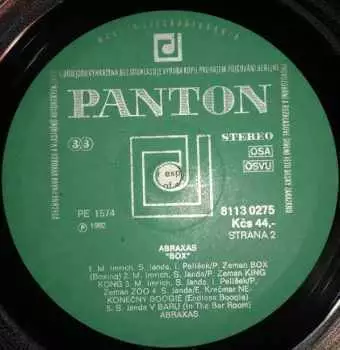 PANTON
33
STEREO
OSA
OSVU
PE 1574
Ⓟ 1982
8113 0275
Kčs 44,-
STRANA 2
ABRAXAS
"BOX"
1. M. Imrich, S. Janda, I. Pelíšek/P. Zeman BOX
(Boxing) 2. M. Imrich, S. Janda/P. Zeman KING
KONG 3. M. Imrich, S. Janda, I. Pelíšek/P.
Zeman ZOO 4. S. Janda/E. Krečmar NE-
KONEČNÝ BOOGIE (Endless Boogie)
5. S. Janda V BARU (In The Bar Room)
ABRAXAS